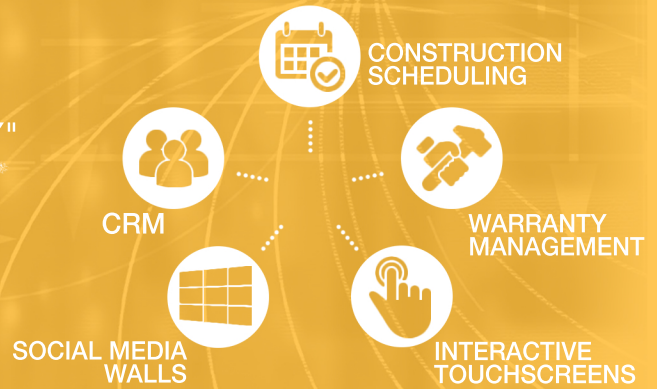 CONSTRUCTION
SCHEDULING
CRM
WARRANTY
MANAGEMENT
SOCIAL MEDIA
WALLS
INTERACTIVE
TOUCHSCREENS